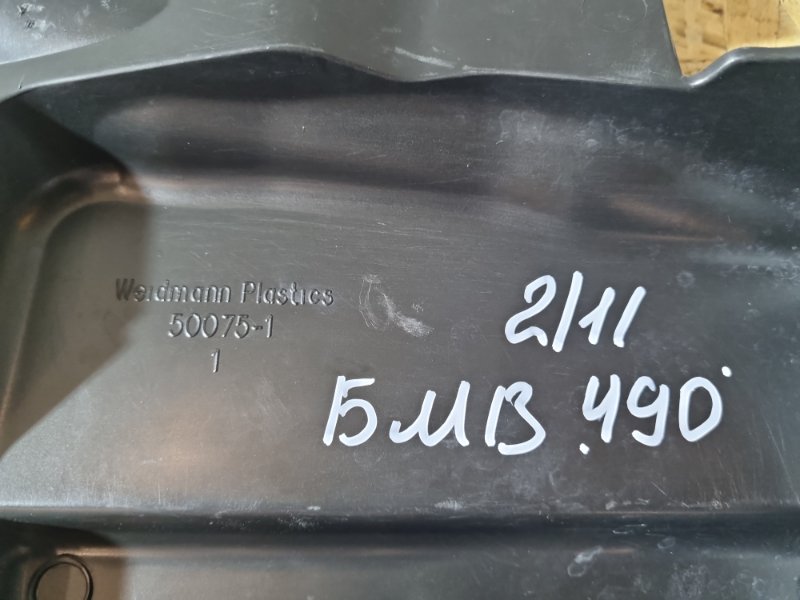 Weidmann Plastics
50075-1
1
2/11
БМВ 490